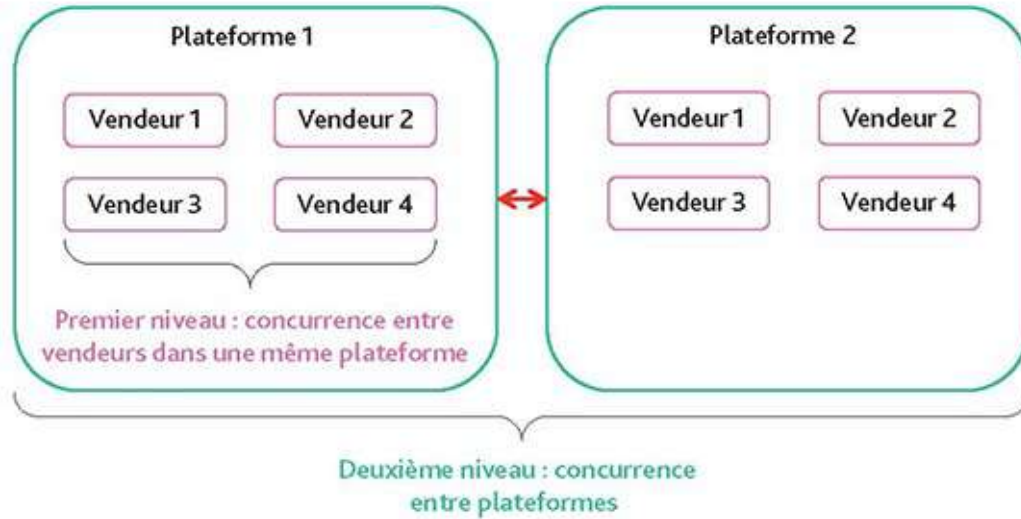 Plateforme 1
Vendeur 1
Vendeur 2
Vendeur 3
Vendeur 4
Premier niveau : concurrence entre
vendeurs dans une même plateforme
Plateforme 2
Vendeur 1
Vendeur 2
Vendeur 3
Vendeur 4
Deuxième niveau : concurrence
entre plateformes